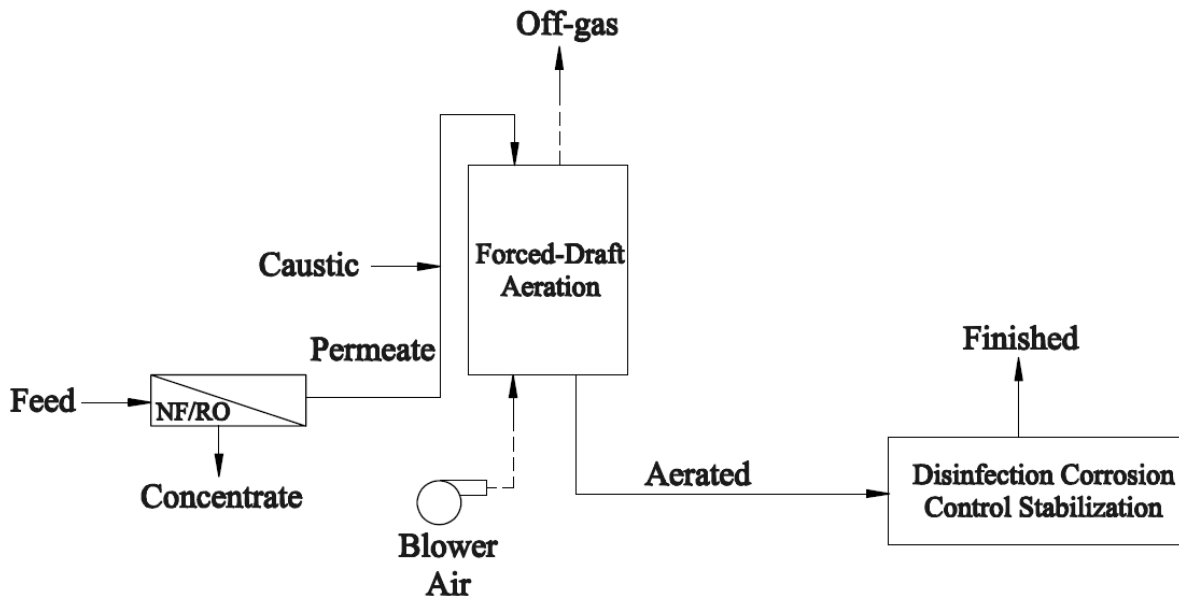 Off-gas
Forced-Draft
Aeration
Caustic
Permeate
Feed
NF/RO
Concentrate
Blower
Air
Aerated
Finished
Disinfection Corrosion
Control Stabilization